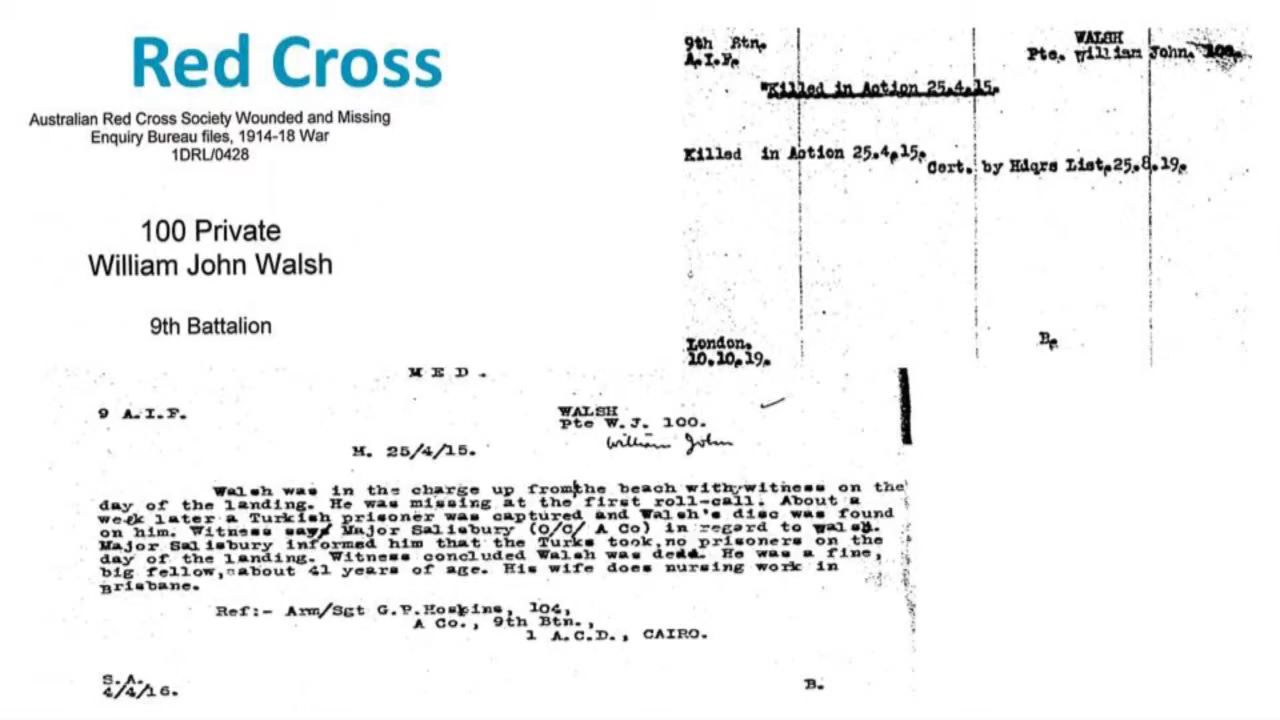 Red Cross
Australian Red Cross Society Wounded and Missing
Enquiry Bureau files, 1914-18 War
1DRL/0428
100 Private
William John Walsh
9th Battalion
9th Btn.
A.I.F.
WALSH
Pte. William John. 100.
"Killed in Action 25.4.15.
Killed in Action 25.4.15.
Cert. by Hdqrs List.25.8.19.
London.
10.10.19.
B.
M E D .
9 A.I.F.
WALSH
Pte W.J. 100.
William John
M. 25/4/15.
Walsh was in the charge up from the beach with witness on the
day of the landing. He was missing at the first roll-call. About a
week later a Turkish prisoner was captured and Walsh's disc was found
on him. Witness says Major Salisbury (O/C/ A Co) in regard to Walsh.
Major Salisbury informed him that the Turks took no prisoners on the
day of the landing. Witness concluded Walsh was dead. He was a fine,
big fellow, about 41 years of age. His wife does nursing work in
Brisbane.
Ref:- Arm/Sgt G.P.Hoskins, 104,
A Co., 9th Btn.,
1 A.C.D., CAIRO.
S.A.
4/4/16.
B.